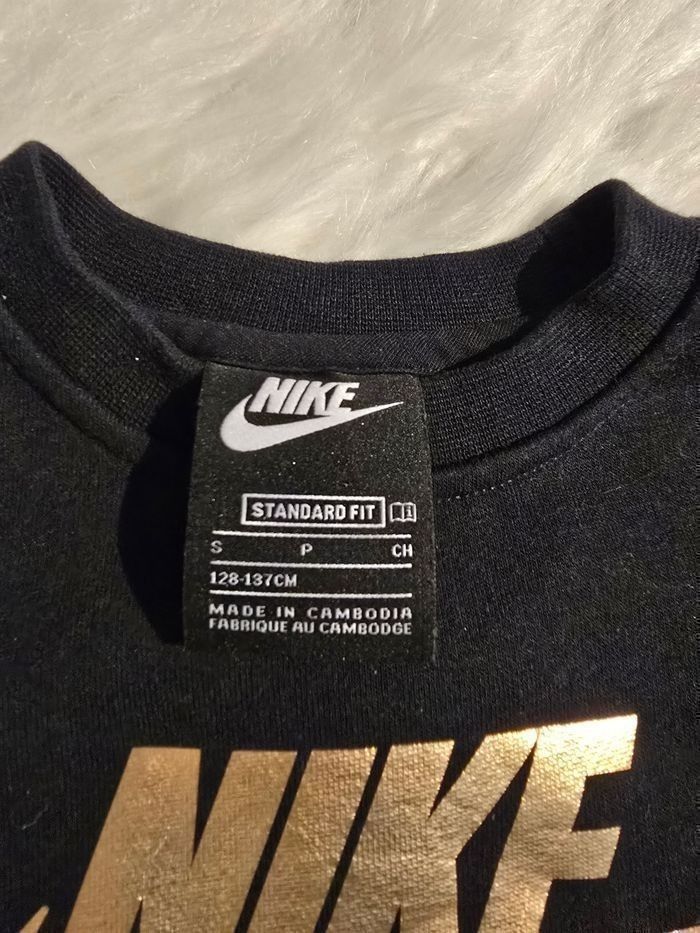 NIKE
STANDARD FIT
S P CH
128-137CM
MADE IN CAMBODIA
FABRIQUE AU CAMBODGE
NIKE